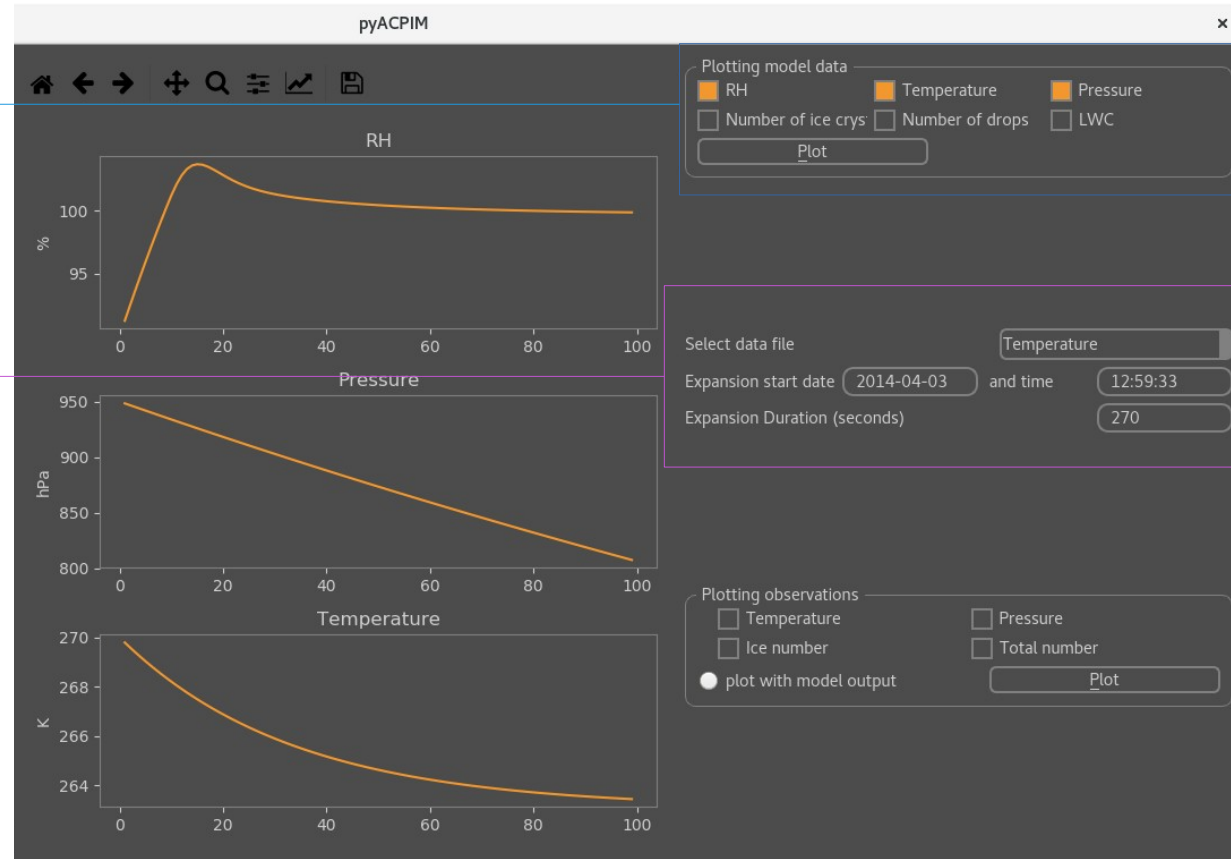 pyACPIM
×
Plotting model data
RH Temperature Pressure
Number of ice crys Number of drops LWC
Plot
RH
%
100
95
0 20 40 60 80 100
Pressure
hPa
950
900
850
800
0 20 40 60 80 100
Temperature
K
270
268
266
264
0 20 40 60 80 100
Select data file Temperature
Expansion start date 2014-04-03 and time 12:59:33
Expansion Duration (seconds) 270
Plotting observations
Temperature Pressure
Ice number Total number
plot with model output Plot